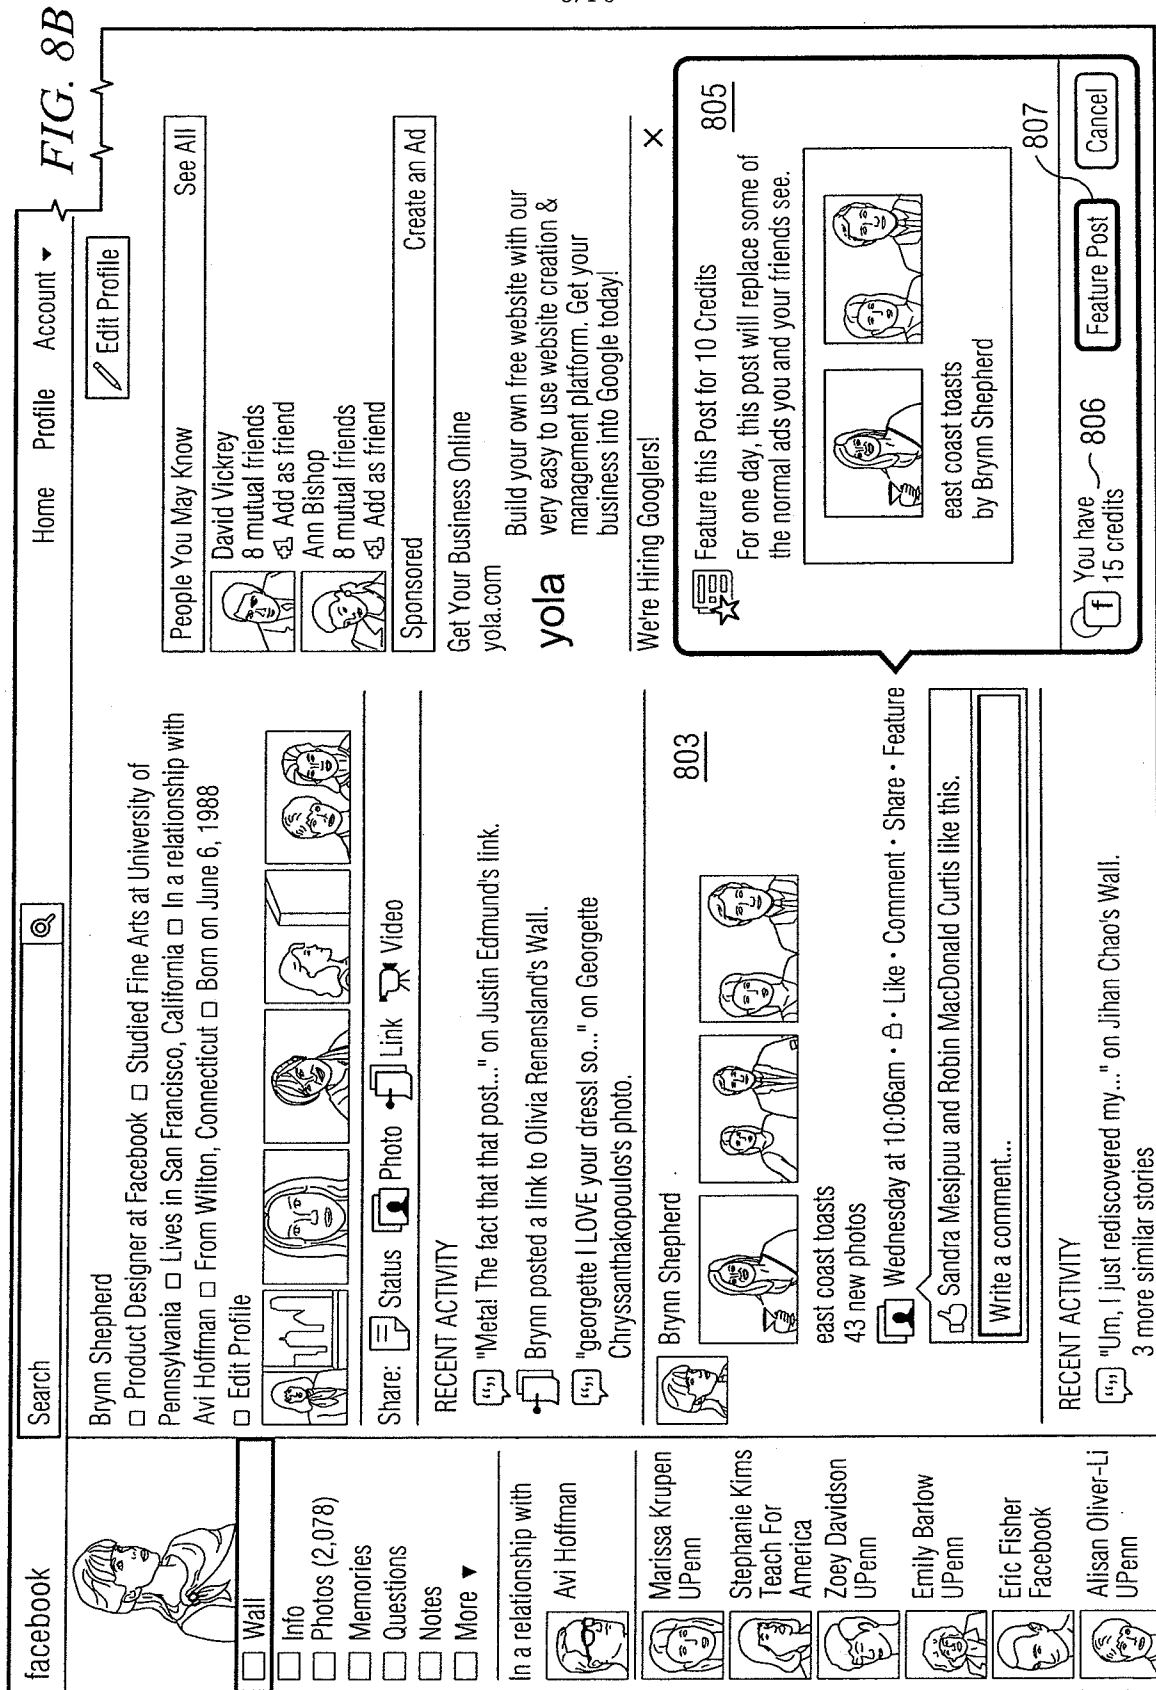 FIG. 8B
facebook
Search
Home Profile Account ▼
Wall
Info
Photos (2,078)
Memories
Questions
Notes
More ▼
In a relationship with
Avi Hoffman
Marissa Krupen
UPenn
Stephanie Kims
Teach For
America
Zoey Davidson
UPenn
Emily Barlow
UPenn
Eric Fisher
Facebook
Alisan Oliver-Li
UPenn
Brynn Shepherd
□ Product Designer at Facebook □ Studied Fine Arts at University of
Pennsylvania □ Lives in San Francisco, California □ In a relationship with
Avi Hoffman □ From Wilton, Connecticut □ Born on June 6, 1988
□ Edit Profile
Edit Profile
Share: Status Photo Link Video
RECENT ACTIVITY
"Meta! The fact that post..." on Justin Edmund's link.
Brynn posted a link to Olivia Renensland's Wall.
"georgette I LOVE your dress! so..." on Georgette
Chryssanthakopoulos's photo.
Brynn Shepherd
803
east coast toasts
43 new photos
Wednesday at 10:06am · Like · Comment · Share · Feature
Sandra Mesipuu and Robin MacDonald Curtis like this.
Write a comment...
RECENT ACTIVITY
"Um, I just rediscovered my..." on Jihan Chao's Wall.
3 more similar stories
People You May Know See All
David Vickrey
8 mutual friends
Add as friend
Ann Bishop
8 mutual friends
Add as friend
Sponsored Create an Ad
Get Your Business Online
yola.com
yola
Build your own free website with our
very easy to use website creation &
management platform. Get your
business into Google today!
We're Hiring Googlers! X
Feature this Post for 10 Credits 805
For one day, this post will replace some of
the normal ads you and your friends see.
east coast toasts
by Brynn Shepherd
807
f You have
15 credits 806
Feature Post Cancel